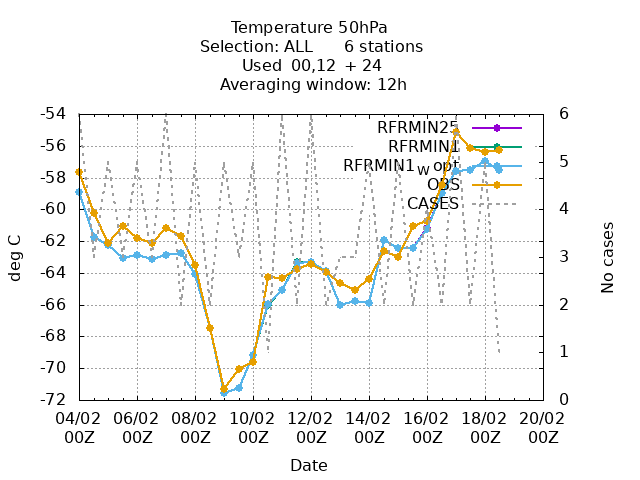 Temperature 50hPa
Selection: ALL 6 stations
Used 00,12 + 24
Averaging window: 12h
-54 6
RFRMIN25
-56 RFRMIN1
-58 5
RFRMIN1_w opt
OBS
-60 4
CASES
-62
deg C 3 No cases
-64
-66 2
-68
-70 1
-72 0
04/02 06/02 08/02 10/02 12/02 14/02 16/02 18/02 20/02
00Z 00Z 00Z 00Z 00Z 00Z 00Z 00Z 00Z
Date